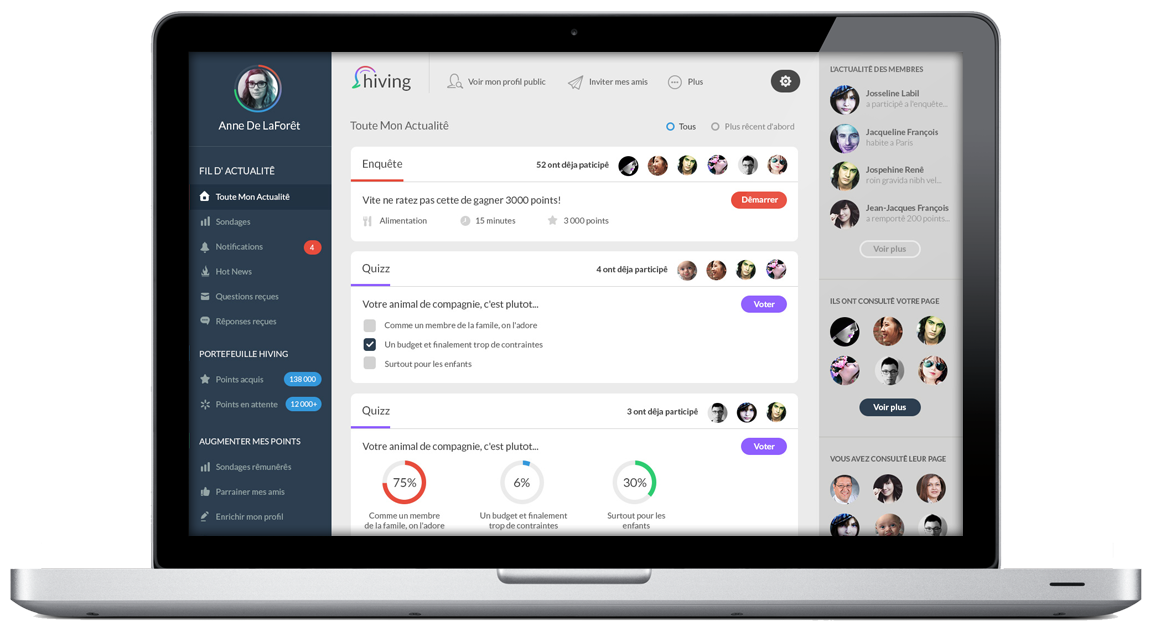 Anne De LaForêt
FIL D' ACTUALITÉ
Toute Mon Actualité
Sondages
Notifications
4
Hot News
Questions reçues
Réponses reçues
PORTEFEUILLE HIVING
Points acquis
138 000
Points en attente
12 000+
AUGMENTER MES POINTS
Sondages rémunérés
Parrainer mes amis
Enrichir mon profil
hiving
Voir mon profil public
Inviter mes amis
Plus
Toute Mon Actualité
Tous
Plus récent d'abord
Enquête
52 ont déja paticipé
Vite ne ratez pas cette de gagner 3000 points!
Démarrer
Alimentation
15 minutes
3 000 points
Quizz
4 ont déja participé
Votre animal de compagnie, c'est plutot...
Voter
Comme un membre de la famile, on l'adore
Un budget et finalement trop de contraintes
Surtout pour les enfants
Quizz
3 ont déja participé
Votre animal de compagnie, c'est plutot...
Voter
75%
6%
30%
Comme un membre
de la famile, on l'adore
Un budget et finalement
trop de contraintes
Surtout pour les
enfants
L'ACTUALITÉ DES MEMBRES
Josseline Labil
a participé a l'enquête...
Jacqueline François
habite a Paris
Jospehine René
roin gravida nibh vel...
Jean-Jacques François
a remporté 200 points...
Voir plus
ILS ONT CONSULTÉ VOTRE PAGE
Voir plus
VOUS AVEZ CONSULTÉ LEUR PAGE